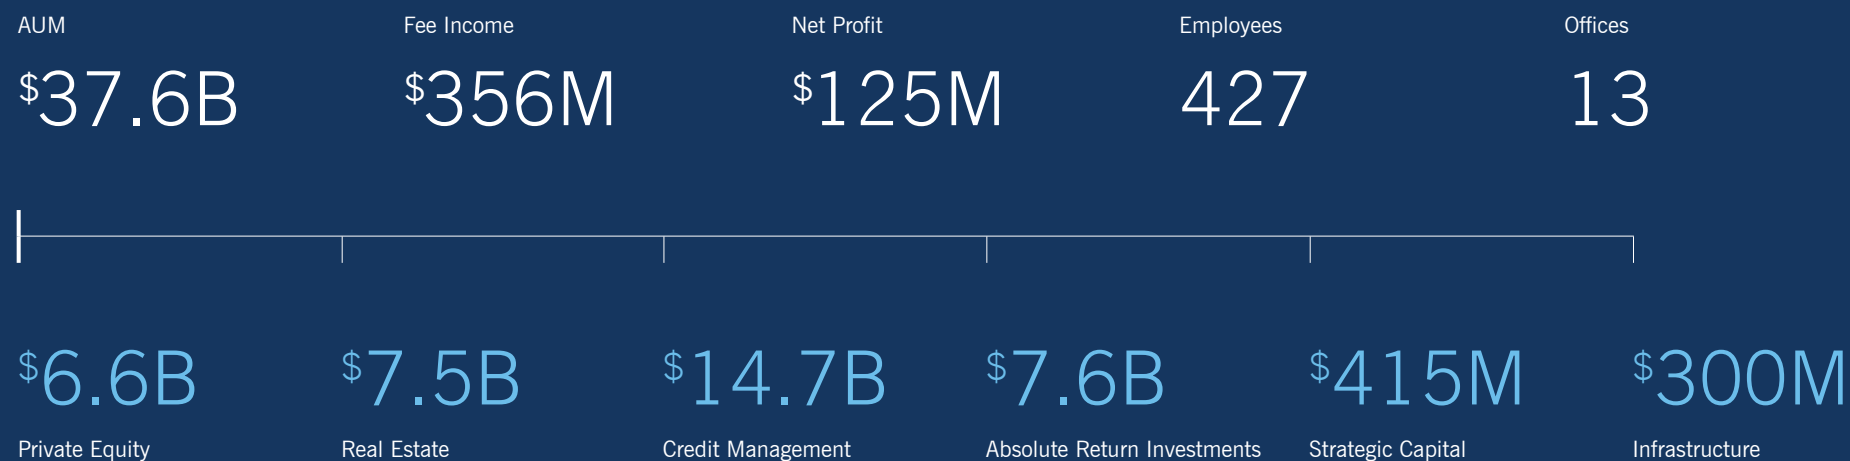 AUM Fee Income Net Profit Employees Offices
$37.6B $356M $125M 427 13
$6.6B $7.5B $14.7B $7.6B $415M $300M
Private Equity Real Estate Credit Management Absolute Return Investments Strategic Capital Infrastructure